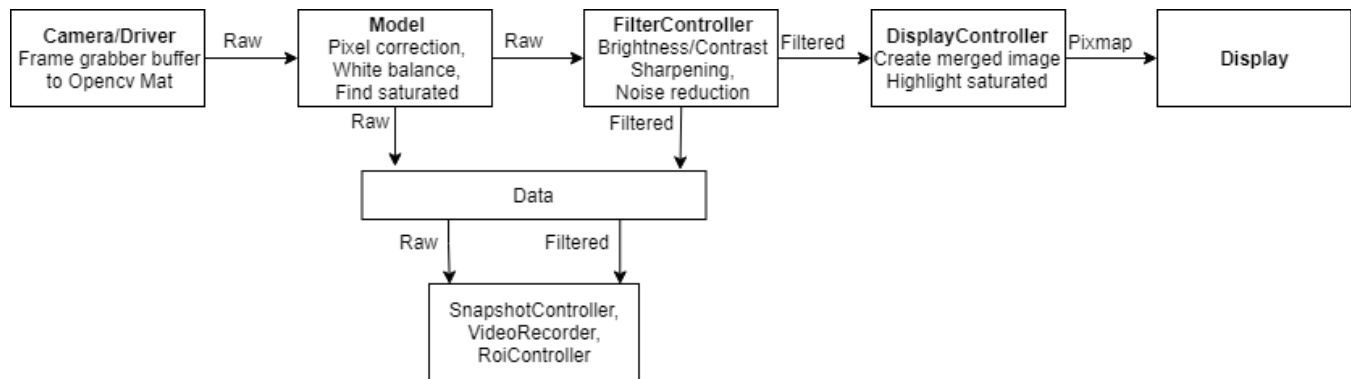 Camera/Driver
Frame grabber buffer
to Opencv Mat
Raw
Model
Pixel correction,
White balance,
Find saturated
Raw
FilterController
Brightness/Contrast
Sharpening,
Noise reduction
Filtered
DisplayController
Create merged image
Highlight saturated
Pixmap
Display
Raw
Filtered
Data
Raw
Filtered
SnapshotController,
VideoRecorder,
RoiController